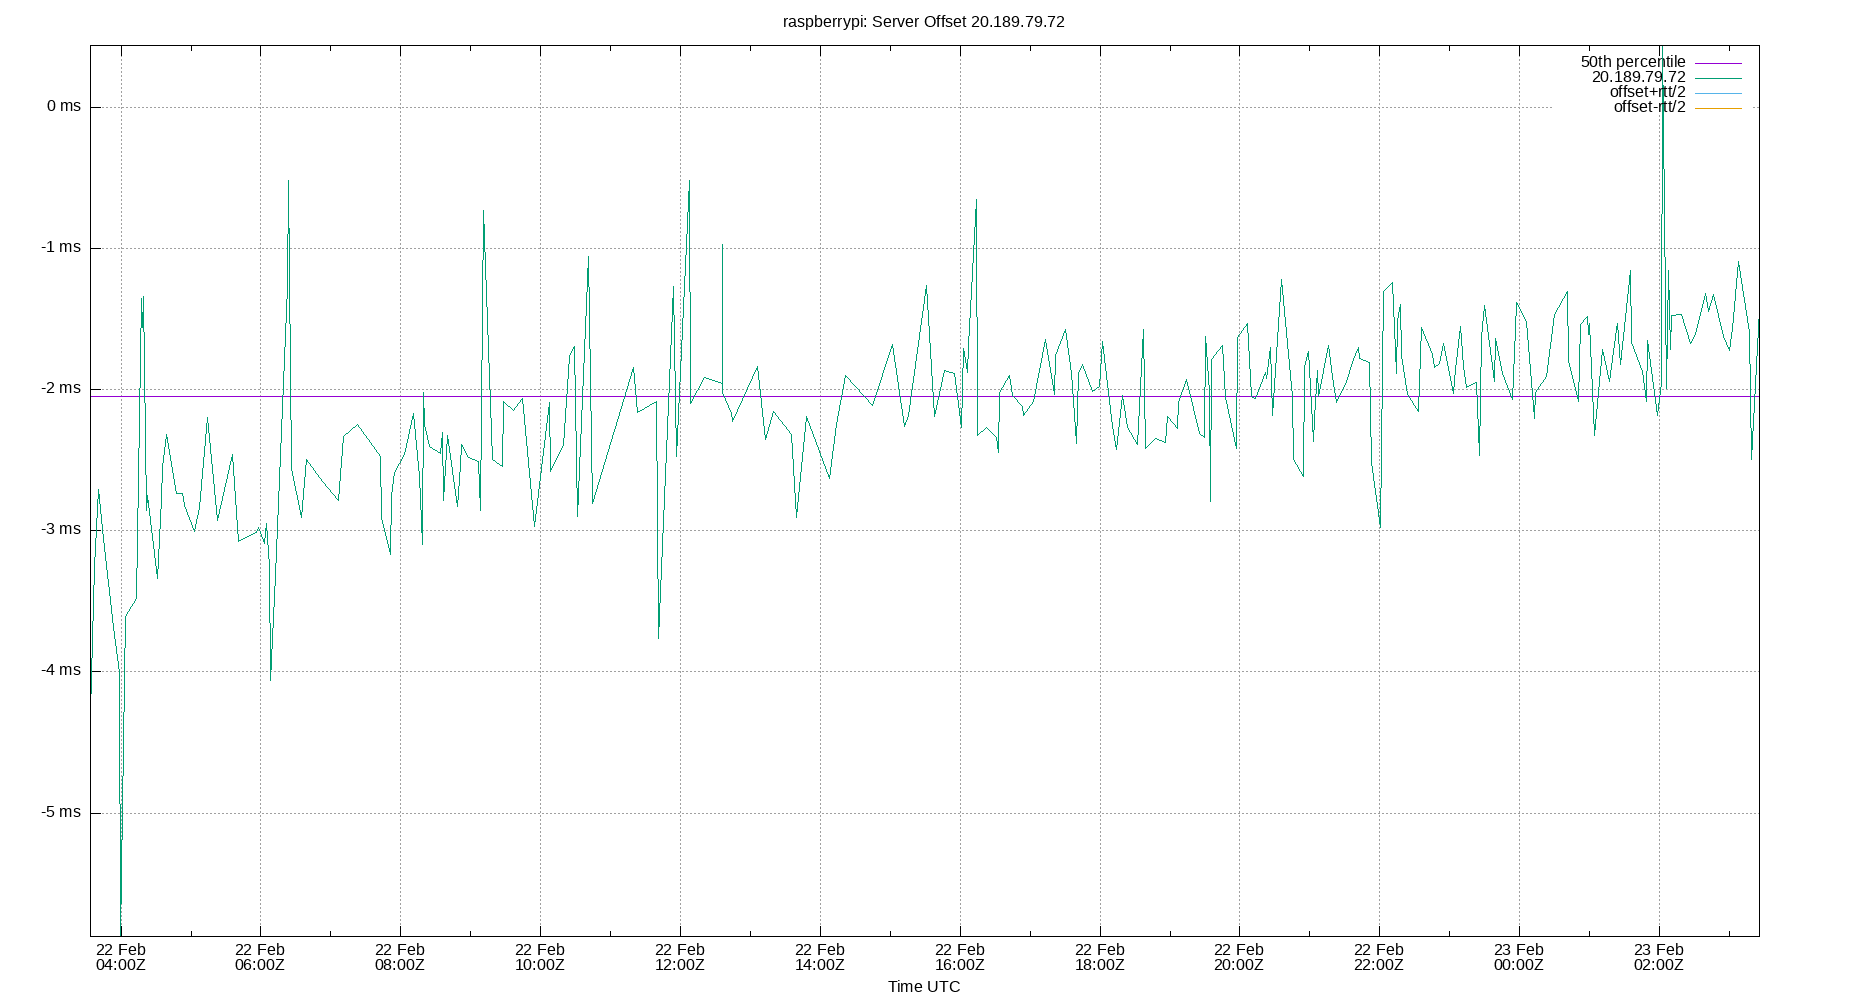 raspberrypi: Server Offset 20.189.79.72
50th percentile
20.189.79.72
offset+rtt/2
offset-rtt/2
0 ms
-1 ms
-2 ms
-3 ms
-4 ms
-5 ms
22 Feb 22 Feb 22 Feb 22 Feb 22 Feb 22 Feb 22 Feb 22 Feb 22 Feb 22 Feb 23 Feb 23 Feb
04:00Z 06:00Z 08:00Z 10:00Z 12:00Z 14:00Z 16:00Z 18:00Z 20:00Z 22:00Z 00:00Z 02:00Z
Time UTC